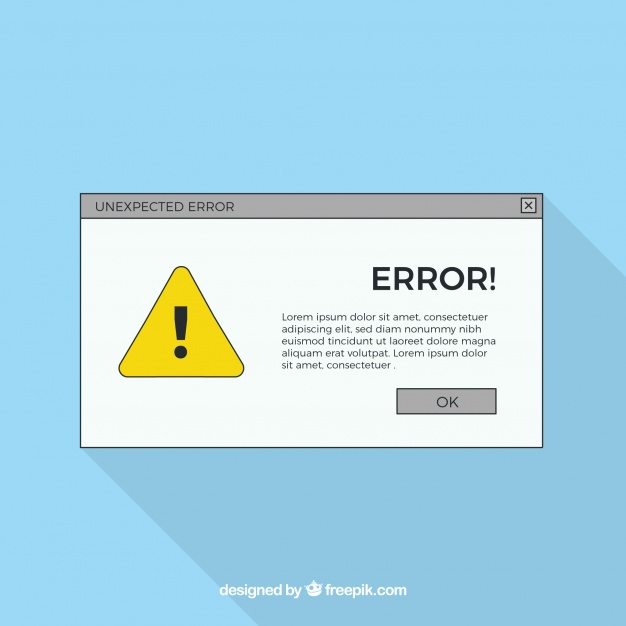 UNEXPECTED ERROR
ERROR!
Lorem ipsum dolor sit amet, consectetuer
adipiscing elit, sed diam nonummy nibh
euismod tincidunt ut laoreet dolore magna
aliquam erat volutpat. Lorem ipsum dolor
sit amet, consectetuer .
OK
designed by freepik.com